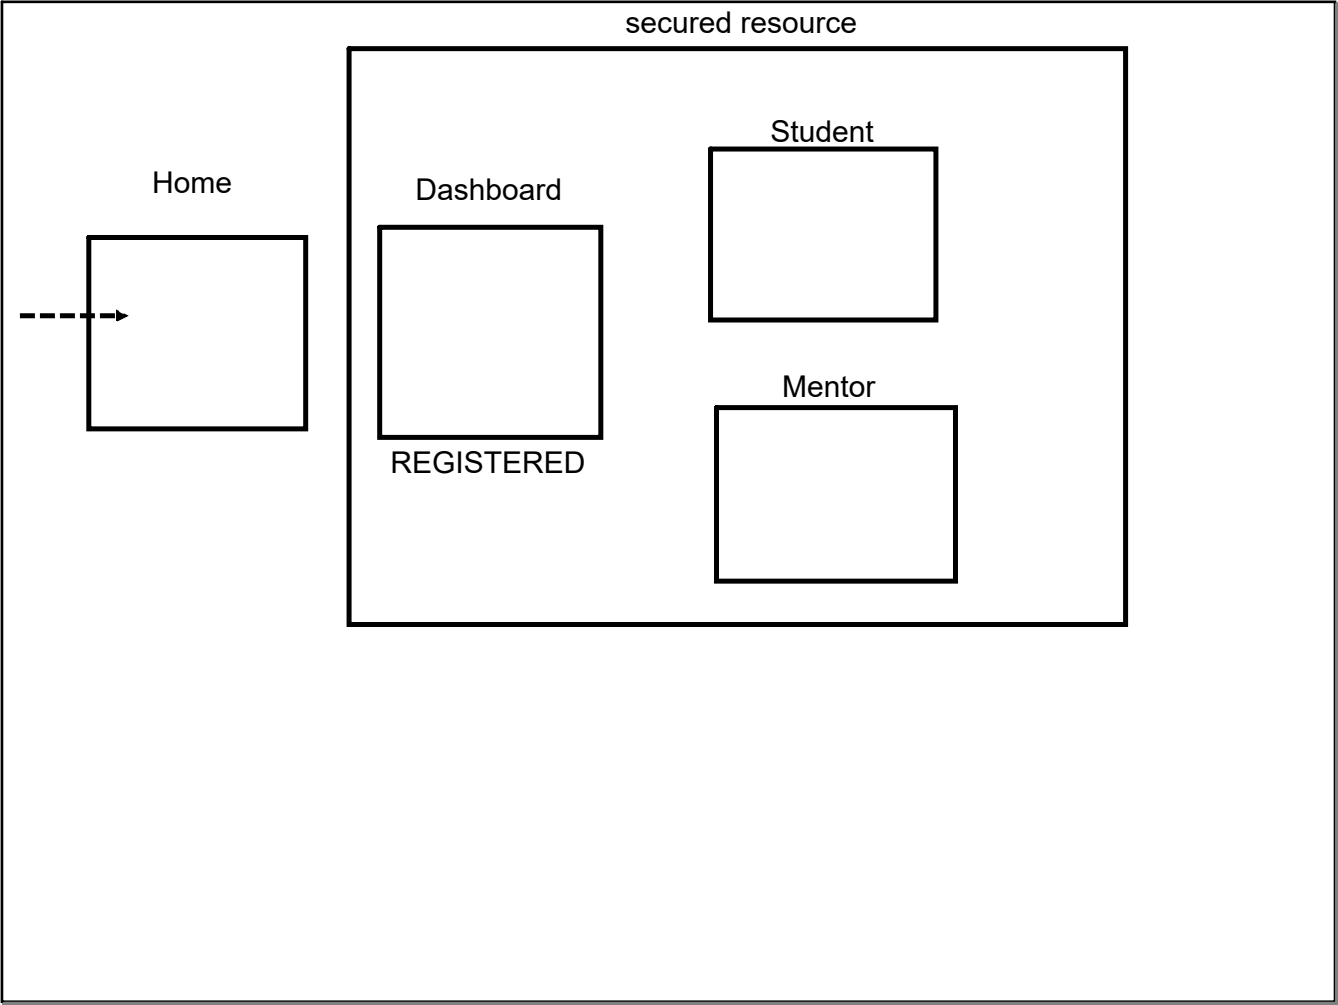 secured resource
Student
Home
Dashboard
Mentor
REGISTERED